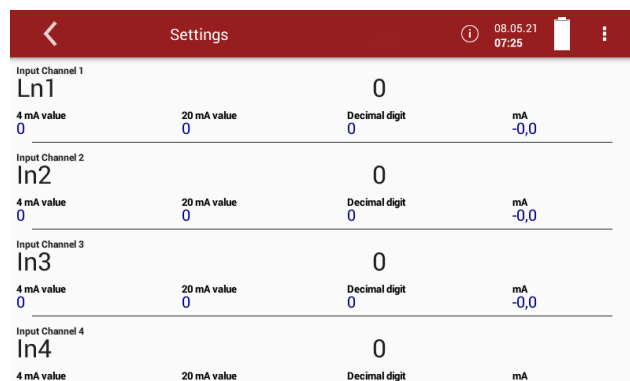 Settings
08.05.21
07:25
Input Channel 1
Ln1 0
4 mA value 20 mA value Decimal digit mA
0 0 0 -0,0
Input Channel 2
In2 0
4 mA value 20 mA value Decimal digit mA
0 0 0 -0,0
Input Channel 3
In3 0
4 mA value 20 mA value Decimal digit mA
0 0 0 -0,0
Input Channel 4
In4 0
4 mA value 20 mA value Decimal digit mA